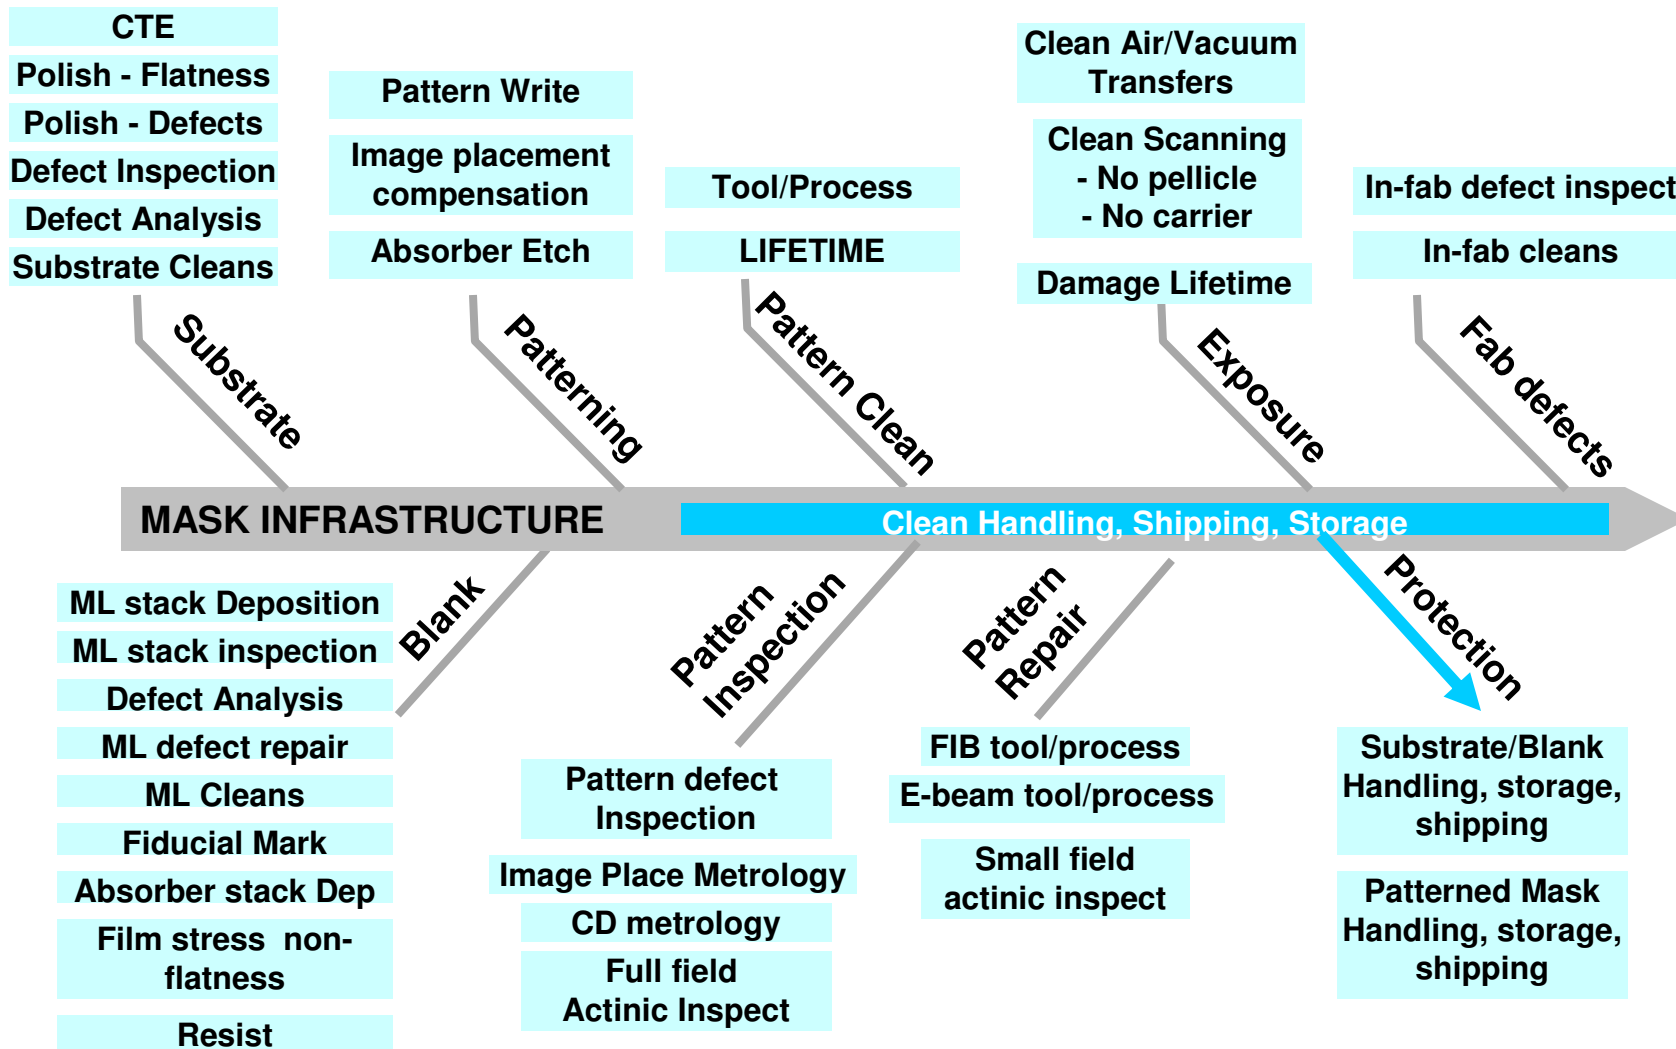 CTE
Polish - Flatness
Polish - Defects
Defect Inspection
Defect Analysis
Substrate Cleans
Substrate
Pattern Write
Image placement
compensation
Absorber Etch
Patterning
Tool/Process
LIFETIME
Pattern Clean
Clean Air/Vacuum
Transfers
Clean Scanning
- No pellicle
- No carrier
Damage Lifetime
Exposure
In-fab defect inspect
In-fab cleans
Fab defects
MASK INFRASTRUCTURE
Clean Handling, Shipping, Storage
Blank
ML stack Deposition
ML stack inspection
Defect Analysis
ML defect repair
ML Cleans
Fiducial Mark
Absorber stack Dep
Film stress non-
flatness
Resist
Pattern
Inspection
Pattern defect
Inspection
Image Place Metrology
CD metrology
Full field
Actinic Inspect
Pattern
Repair
FIB tool/process
E-beam tool/process
Small field
actinic inspect
Protection
Substrate/Blank
Handling, storage,
shipping
Patterned Mask
Handling, storage,
shipping